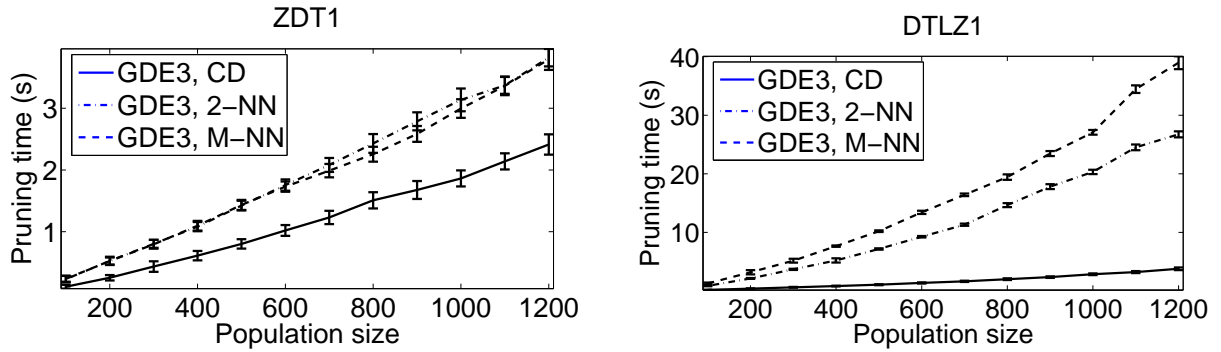 ZDT1
GDE3, CD
GDE3, 2−NN
GDE3, M−NN
Pruning time (s)
3
2
1
200 400 600 800 1000 1200
Population size
DTLZ1
GDE3, CD
GDE3, 2−NN
GDE3, M−NN
Pruning time (s)
40
30
20
10
200 400 600 800 1000 1200
Population size